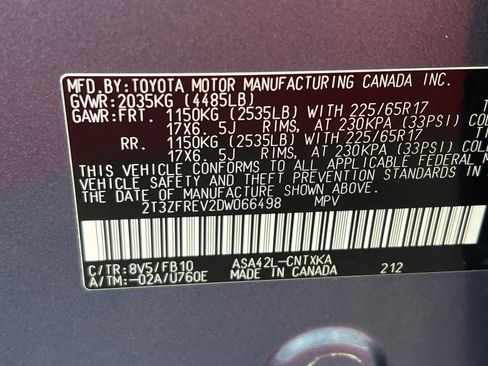 MFD.BY:TOYOTA MOTOR MANUFACTURING CANADA INC.
GVWR:2035KG (4485LB)
GAWR:FRT. 1150KG (2535LB) WITH 225/65R17
17X6. 5J RIMS, AT 230KPA (33PSI) COLD
RR. 1150KG (2535LB) WITH 225/65R17
17X6. 5J RIMS, AT 230KPA (33PSI)
THIS VEHICLE CONFORMS TO ALL APPLICABLE FEDERAL
VEHICLE SAFETY AND THEFT PREVENTION STANDARDS IN
EFFECT ON THE DATE OF MANUFACTURE SHOWN ABOVE.
2T3ZFREV2DW066498 MPV
C/TR:8V5/FB10 ASA42L-CNTXKA
A/TM:-02A/U760E MADE IN CANADA 212